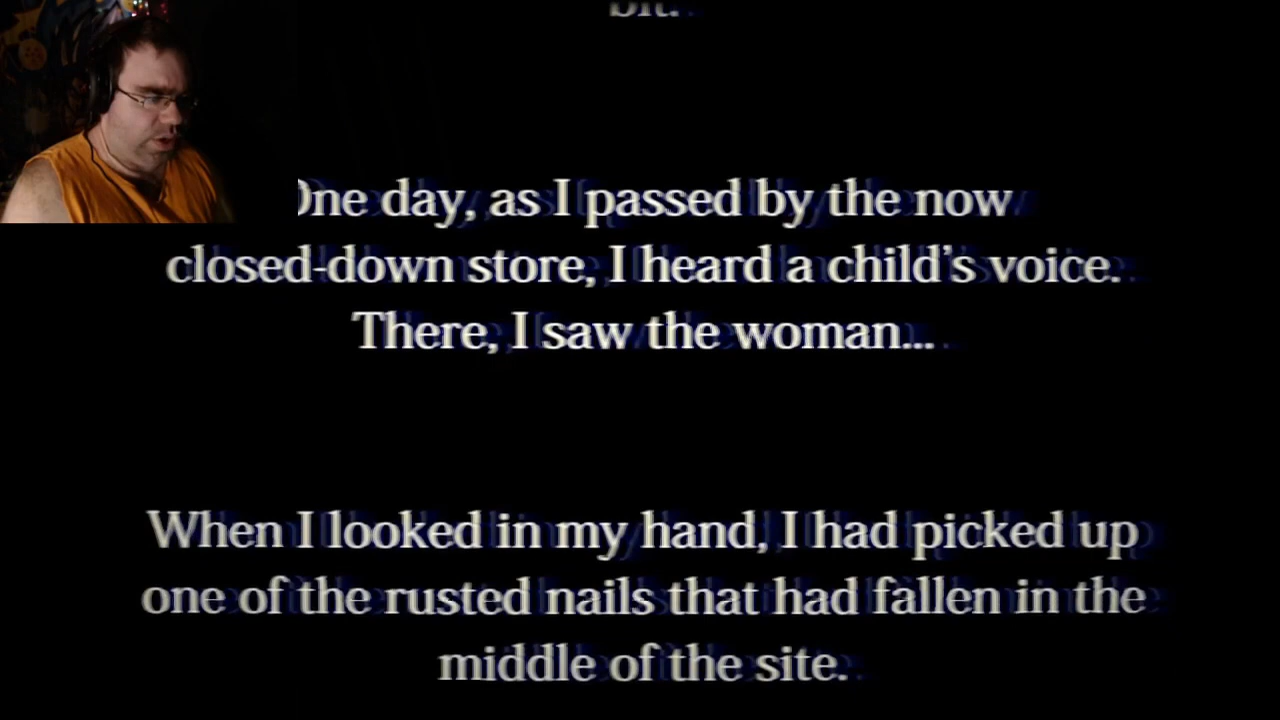 bit.
One day, as I passed by the now
closed-down store, I heard a child's voice.
There, I saw the woman...
When I looked in my hand, I had picked up
one of the rusted nails that had fallen in the
middle of the site.